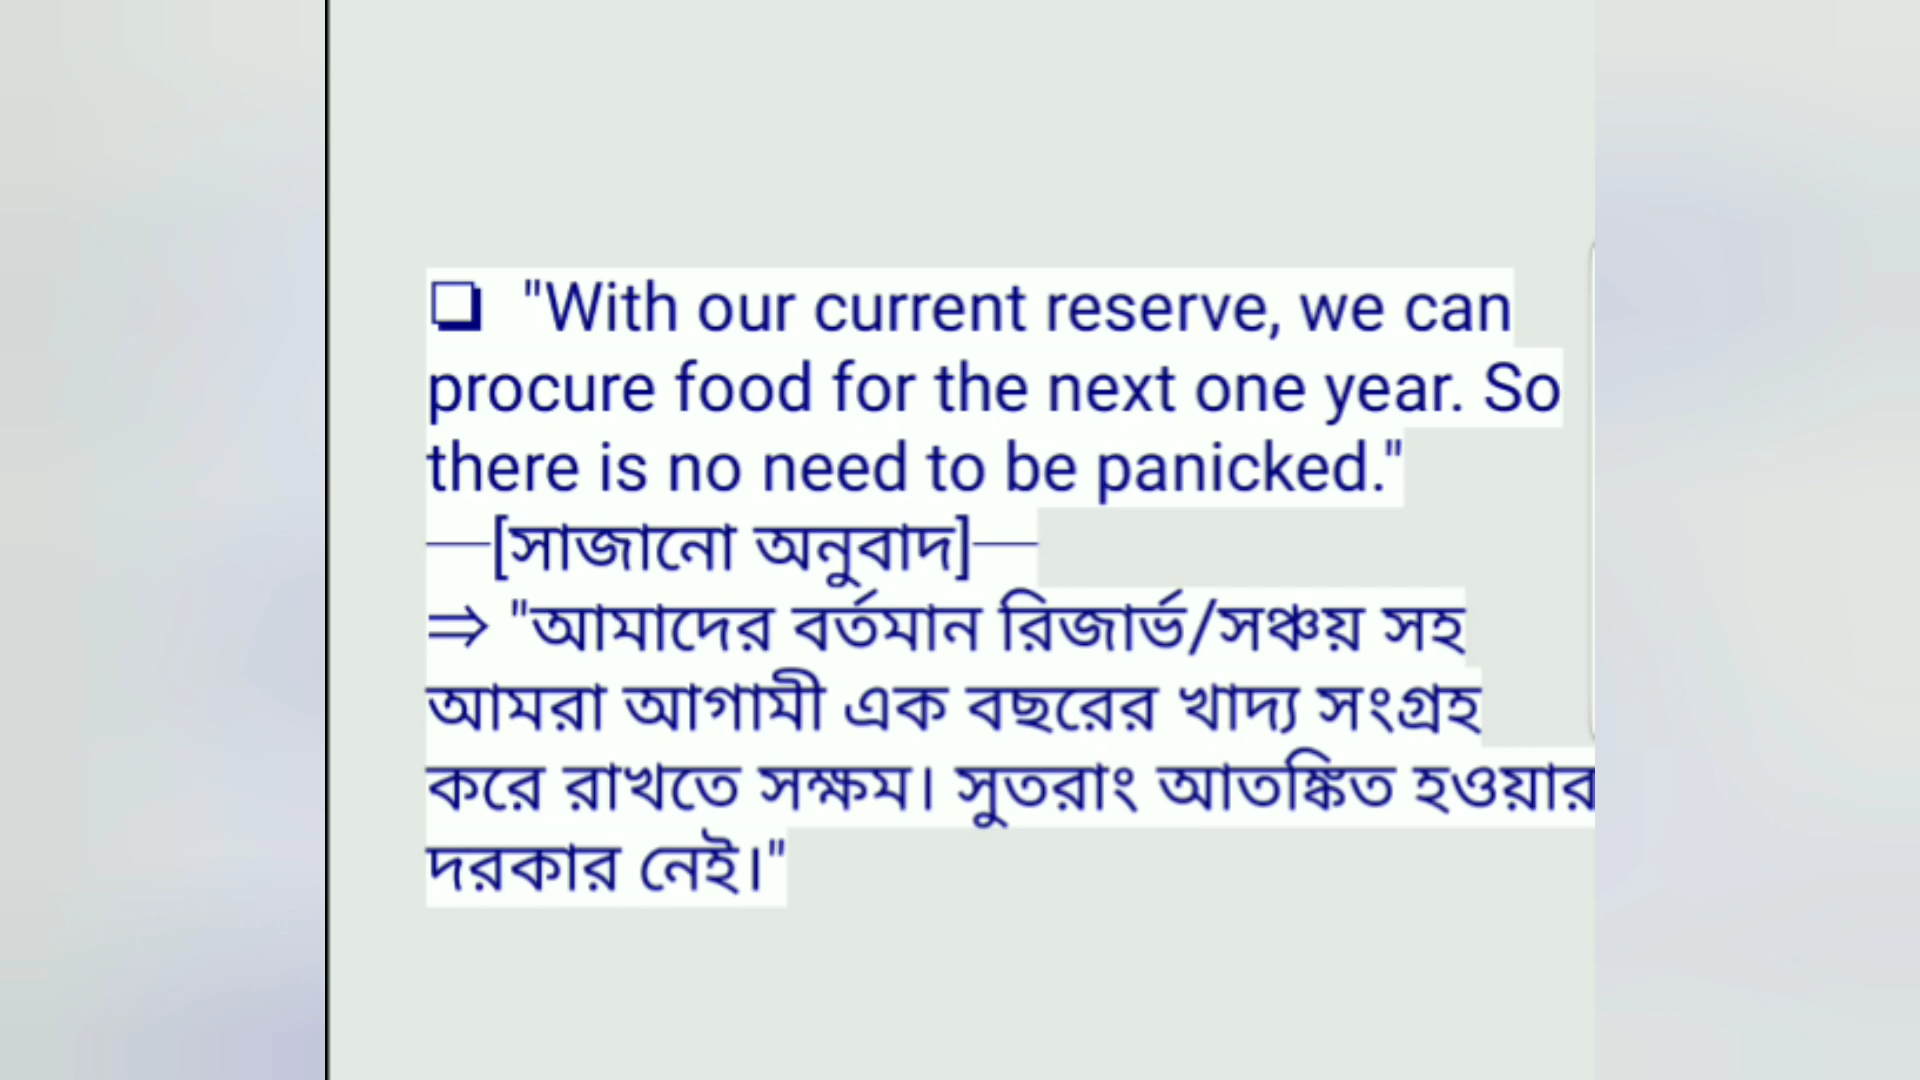 ❏ "With our current reserve, we can
procure food for the next one year. So
there is no need to be panicked."
—[সাজানো অনুবাদ]—
⇒ "আমাদের বর্তমান রিজার্ভ/সঞ্চয় সহ
আমরা আগামী এক বছরের খাদ্য সংগ্রহ
করে রাখতে সক্ষম। সুতরাং আতঙ্কিত হওয়ার
দরকার নেই।"